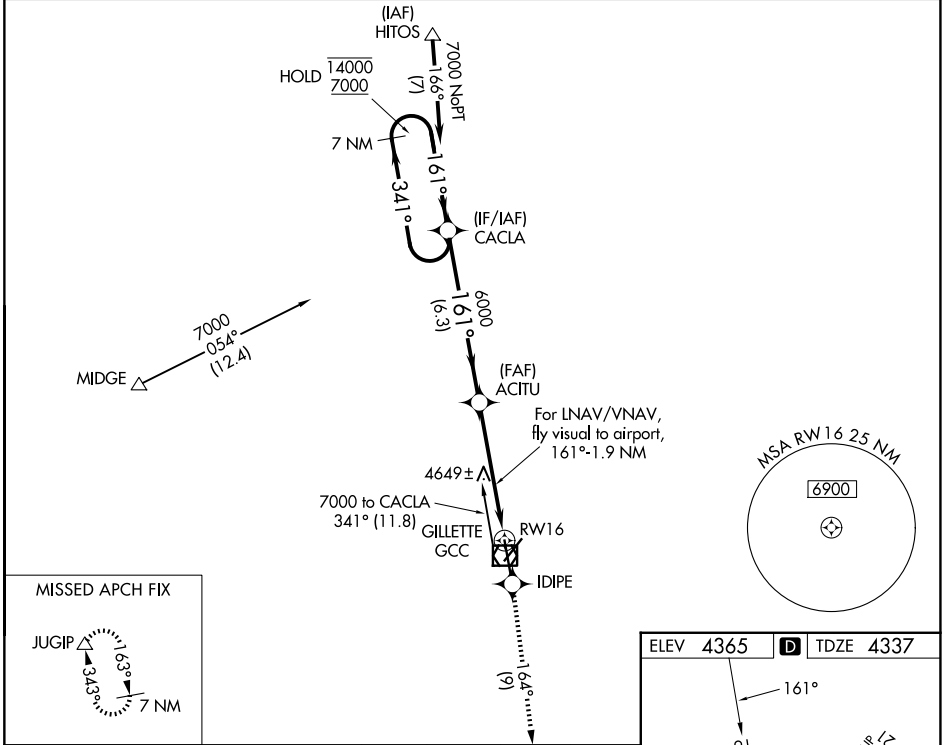 (IAF)
HITOS
HOLD 14000
7000
7000 NoPT
166°
(7)
7 NM
161°
341°
(IF/IAF)
CACLA
6000
161°
(6.3)
7000
054°
(12.4)
MIDGE
(FAF)
ACITU
For LNAV/VNAV,
fly visual to airport,
161°-1.9 NM
4649±
7000 to CACLA
341° (11.8)
GILLETTE
GCC
RW16
IDIPE
164°
(9)
MSA RW16 25 NM
6900
MISSED APCH FIX
JUGIP
163°
343°
7 NM
ELEV 4365 D TDZE 4337
161°